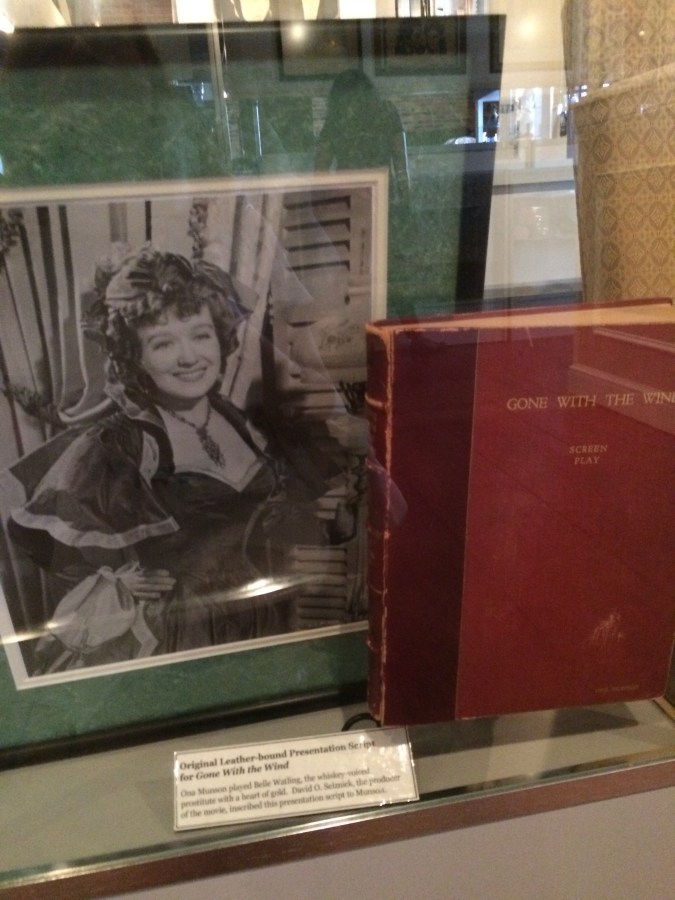 GONE WITH THE WIND
SCREEN
PLAY
Original Leather-bound Presentation Script
for Gone With the Wind
Ona Munson played Belle Watling, the whiskey-voiced
prostitute with a heart of gold. David O. Selznick, the producer
of the movie, inscribed this presentation script to Munson.